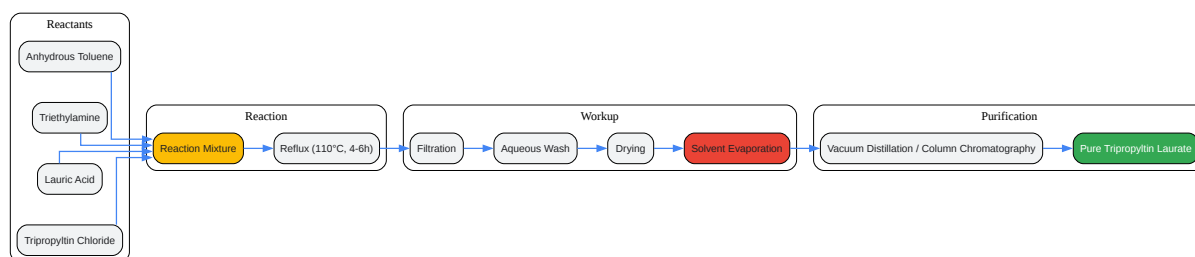 Reactants
Anhydrous Toluene
Triethylamine
Lauric Acid
Tripropyltin Chloride
Reaction
Reaction Mixture
Reflux (110°C, 4-6h)
Workup
Filtration
Aqueous Wash
Drying
Solvent Evaporation
Purification
Vacuum Distillation / Column Chromatography
Pure Tripropyltin Laurate